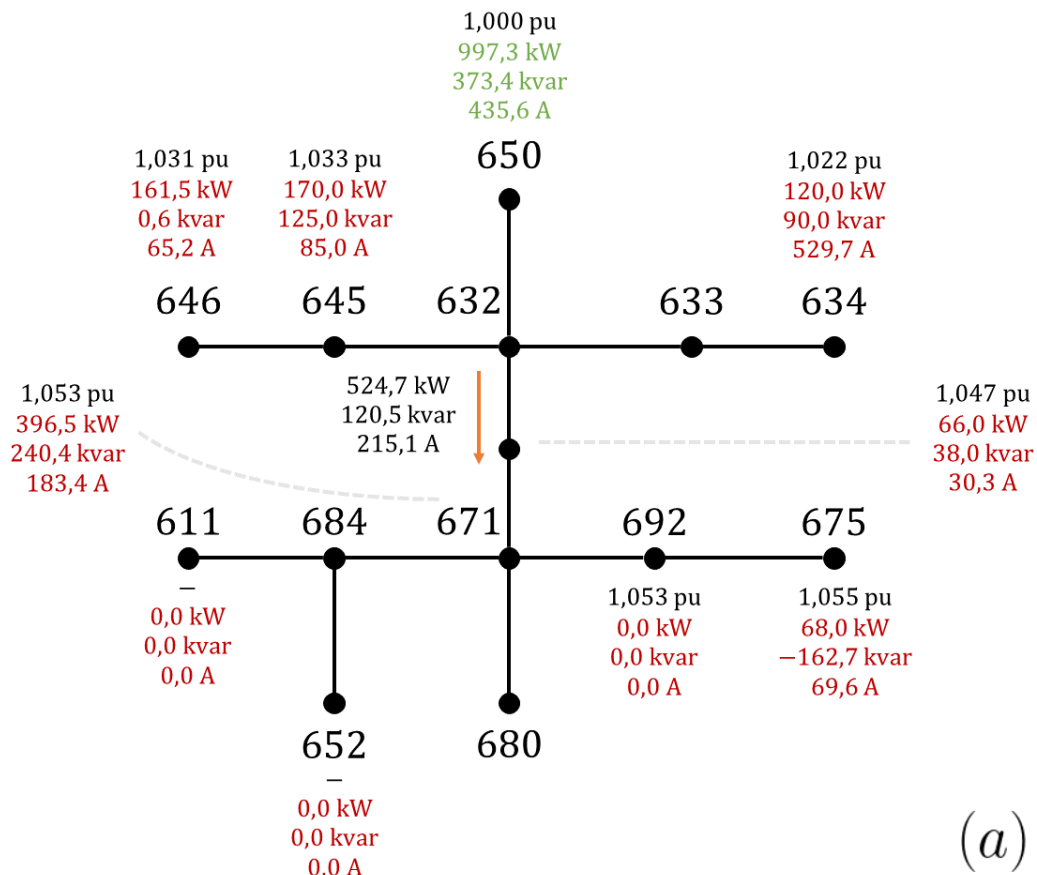 1,000 pu
997,3 kW
373,4 kvar
435,6 A
650
1,031 pu
161,5 kW
0,6 kvar
65,2 A
1,033 pu
170,0 kW
125,0 kvar
85,0 A
1,022 pu
120,0 kW
90,0 kvar
529,7 A
646
645
632
633
634
1,053 pu
396,5 kW
240,4 kvar
183,4 A
524,7 kW
120,5 kvar
215,1 A
1,047 pu
66,0 kW
38,0 kvar
30,3 A
611
684
671
692
675
–
0,0 kW
0,0 kvar
0,0 A
1,053 pu
0,0 kW
0,0 kvar
0,0 A
1,055 pu
68,0 kW
−162,7 kvar
69,6 A
652
680
–
0,0 kW
0,0 kvar
0,0 A
(a)